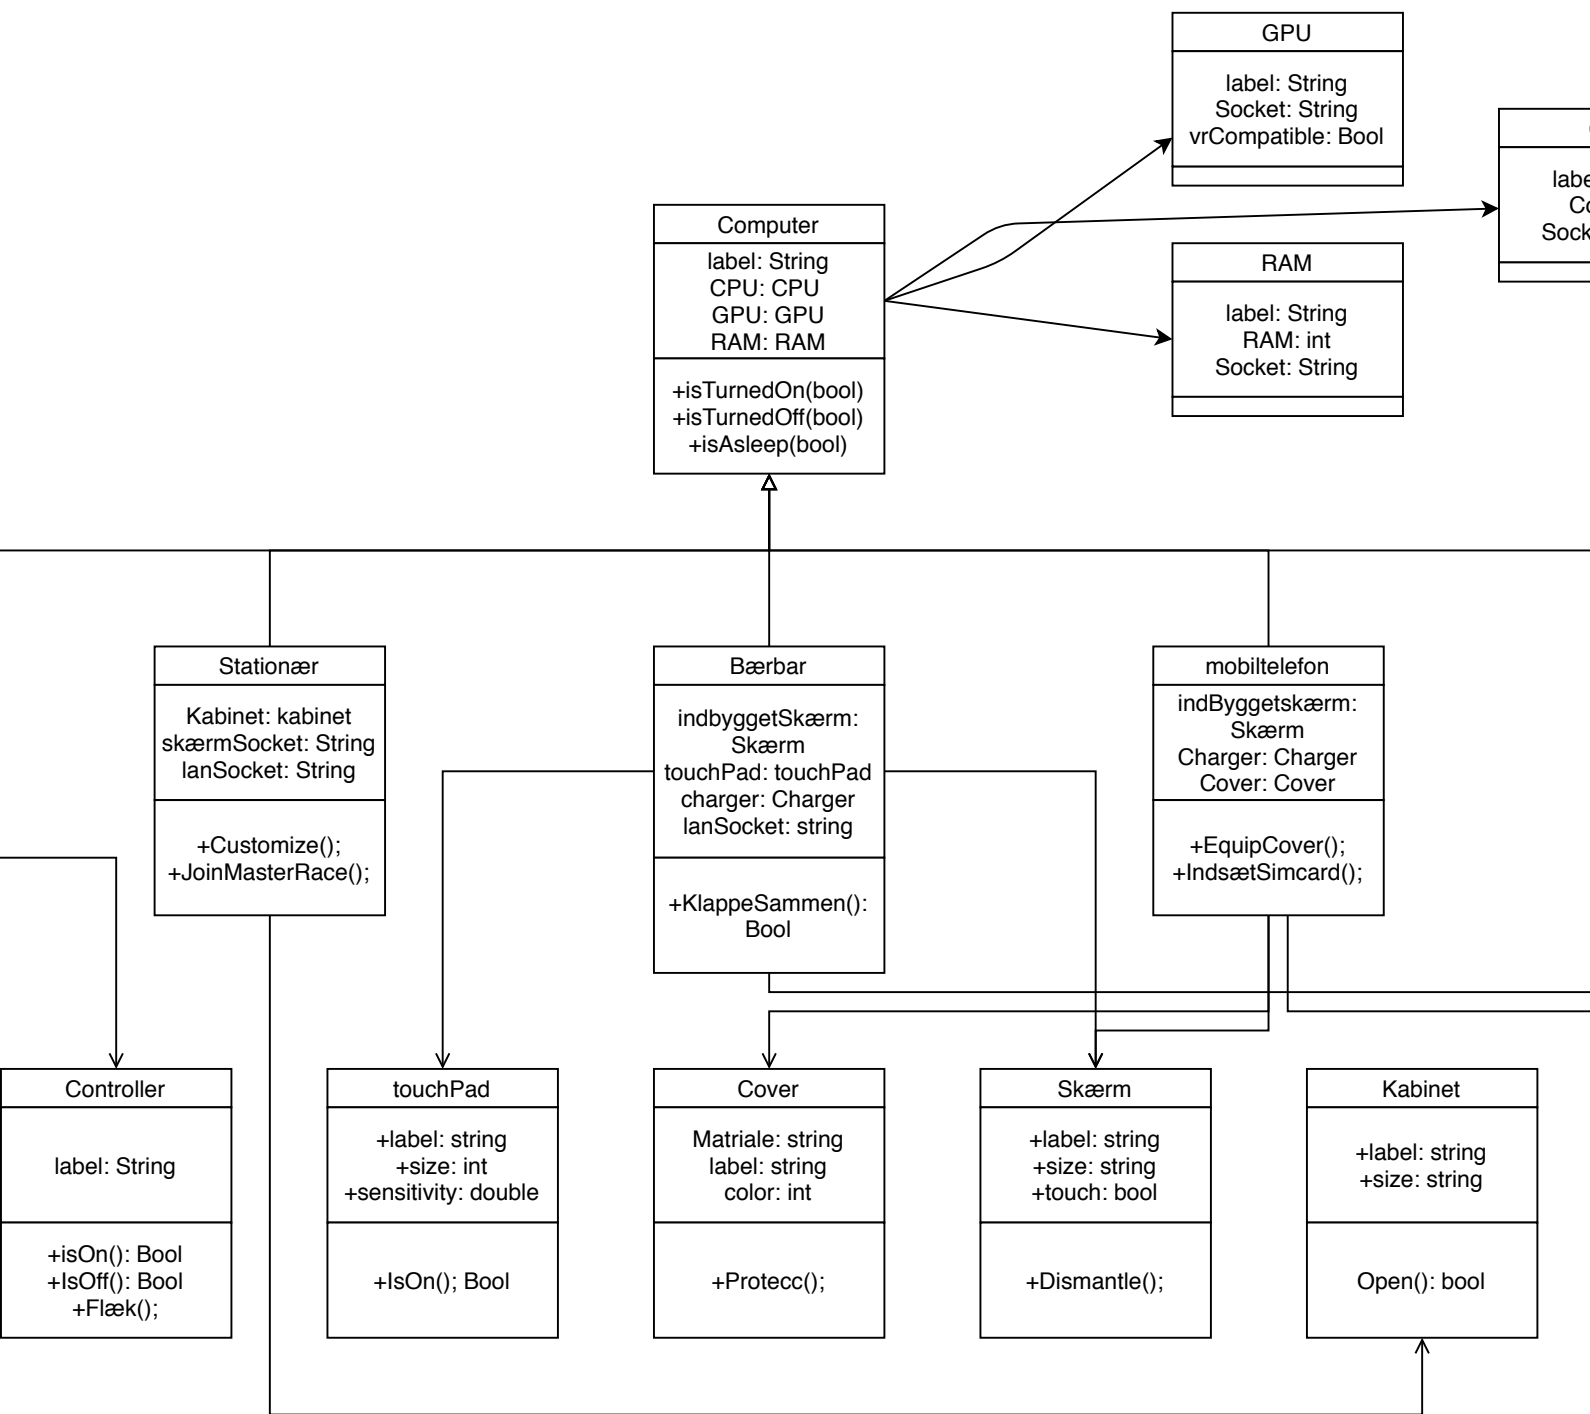 GPU
label: String
Socket: String
vrCompatible: Bool
Computer
label: String
CPU: CPU
GPU: GPU
RAM: RAM
+isTurnedOn(bool)
+isTurnedOff(bool)
+isAsleep(bool)
RAM
label: String
RAM: int
Socket: String
Stationær
Kabinet: kabinet
skærmSocket: String
lanSocket: String
+Customize();
+JoinMasterRace();
Bærbar
indbyggetSkærm:
Skærm
touchPad: touchPad
charger: Charger
lanSocket: string
+KlappeSammen():
Bool
mobiltelefon
indByggetskærm:
Skærm
Charger: Charger
Cover: Cover
+EquipCover();
+IndsætSimcard();
Controller
label: String
+isOn(): Bool
+IsOff(): Bool
+Flæk();
touchPad
+label: string
+size: int
+sensitivity: double
+IsOn(); Bool
Cover
Matriale: string
label: string
color: int
+Protecc();
Skærm
+label: string
+size: string
+touch: bool
+Dismantle();
Kabinet
+label: string
+size: string
Open(): bool